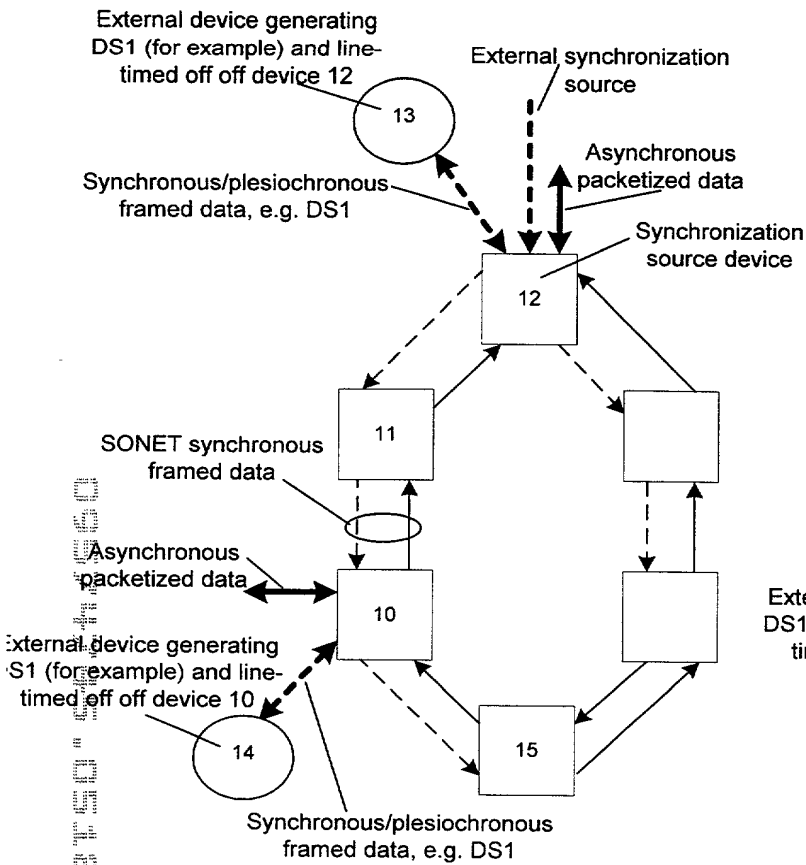 External device generating
DS1 (for example) and line-
timed off off device 12
13
External synchronization
source
Asynchronous
packetized data
Synchronous/plesiochronous
framed data, e.g. DS1
Synchronization
source device
12
11
SONET synchronous
framed data
Asynchronous
packetized data
10
External device generating
DS1 (for example) and line-
timed off off device 10
14
15
Synchronous/plesiochronous
framed data, e.g. DS1
DS1